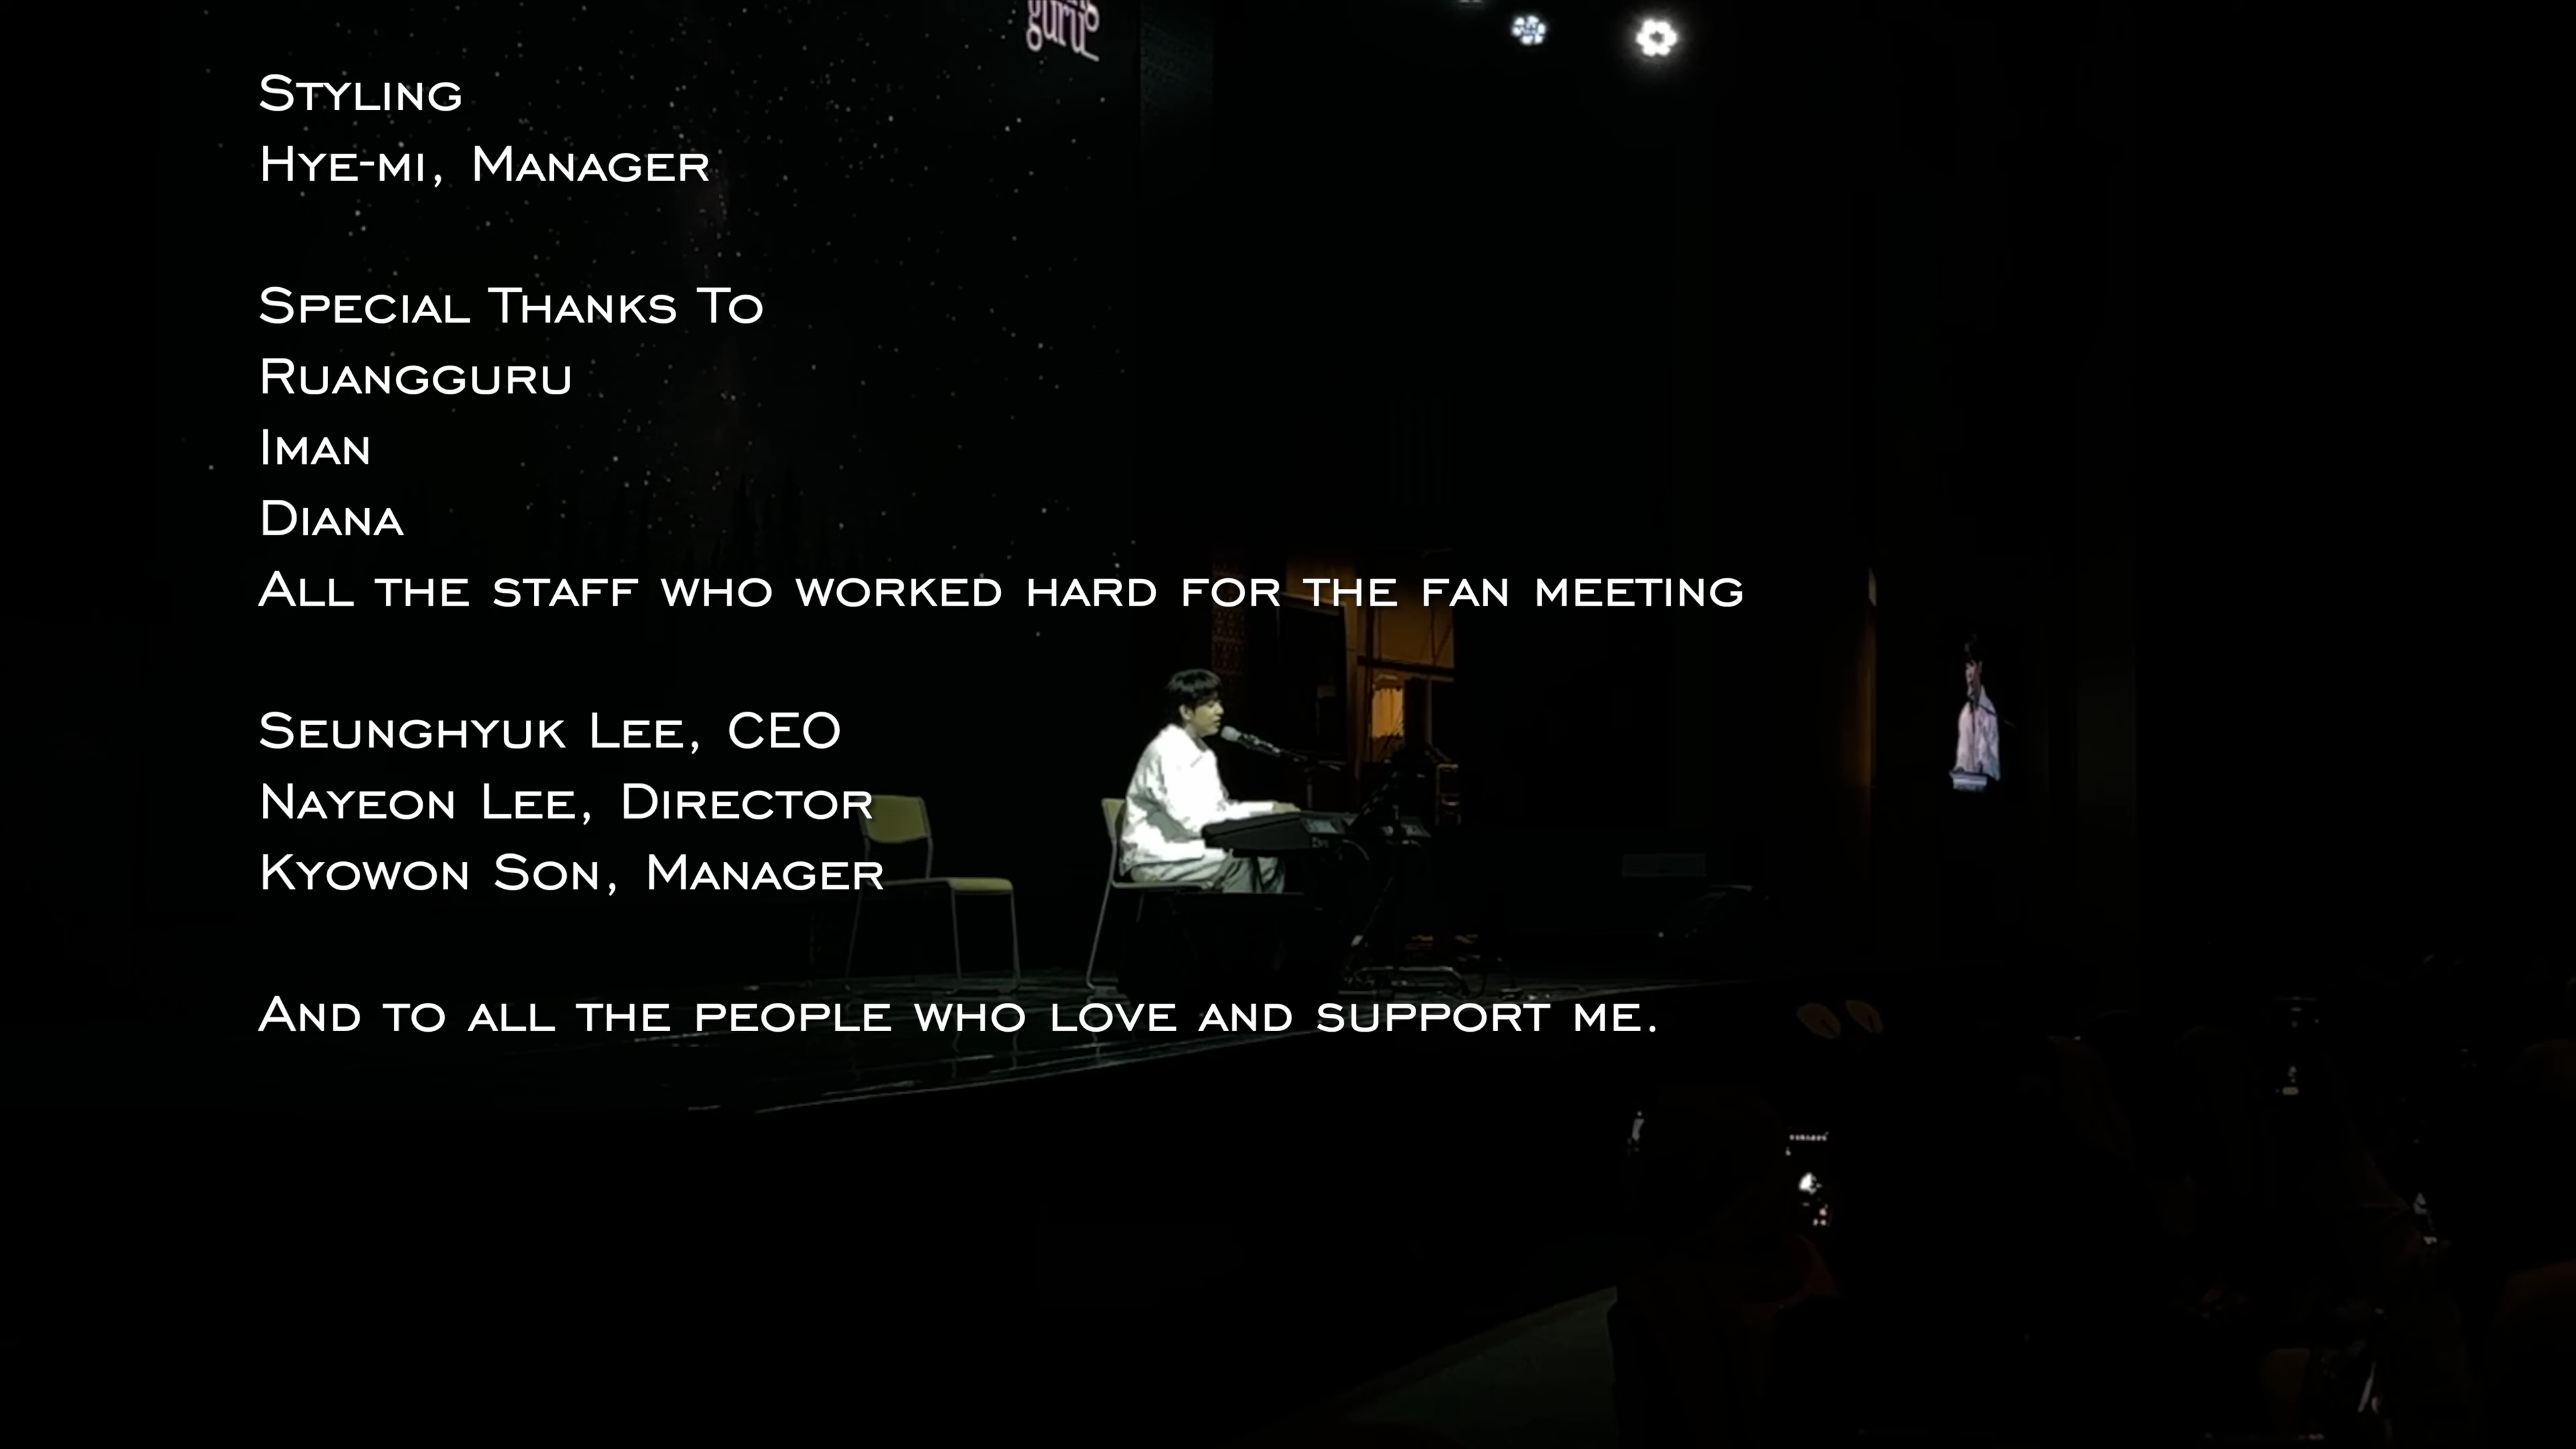 guru
Styling
Hye-mi, Manager
Special Thanks To
Ruangguru
Iman
Diana
All the staff who worked hard for the fan meeting
Seunghyuk Lee, CEO
Nayeon Lee, Director
Kyowon Son, Manager
And to all the people who love and support me.